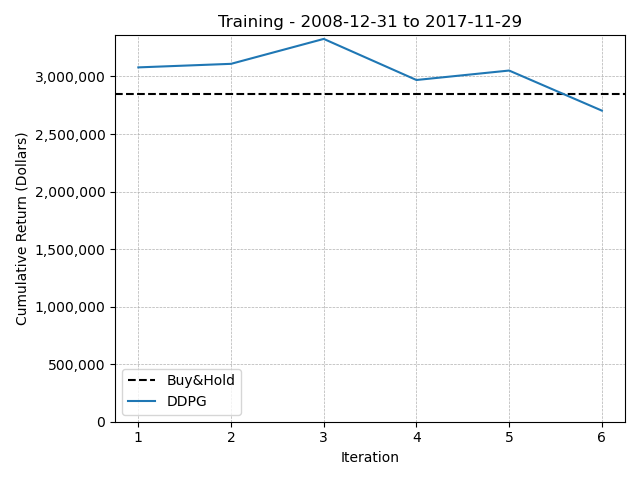 Training - 2008-12-31 to 2017-11-29
Cumulative Return (Dollars)
3,000,000
2,500,000
2,000,000
1,500,000
1,000,000
500,000
0
Buy&Hold
DDPG
1 2 3 4 5 6
Iteration